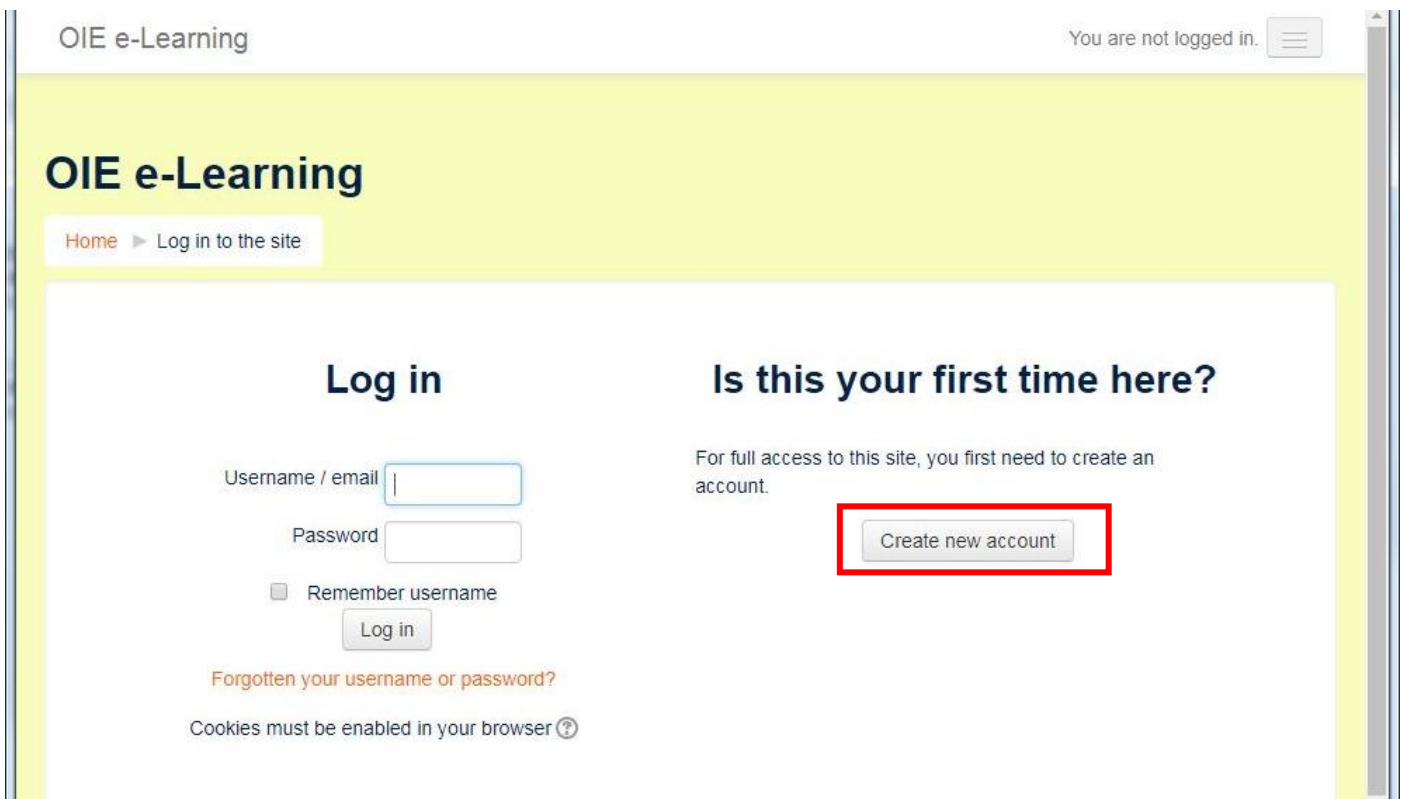 OIE e-Learning
You are not logged in.
OIE e-Learning
Home ▶ Log in to the site
Log in
Username / email
Password
Remember username
Log in
Forgotten your username or password?
Cookies must be enabled in your browser
Is this your first time here?
For full access to this site, you first need to create an
account.
Create new account